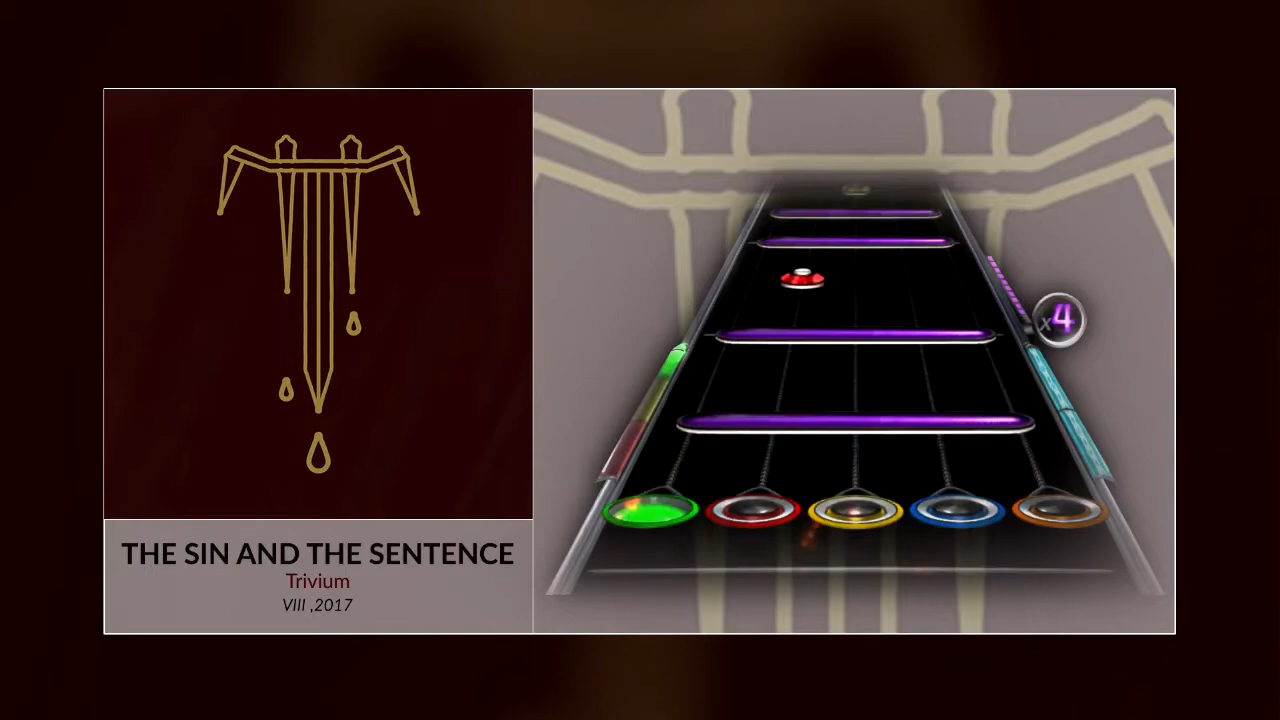 THE SIN AND THE SENTENCE
Trivium
VIII ,2017
x4